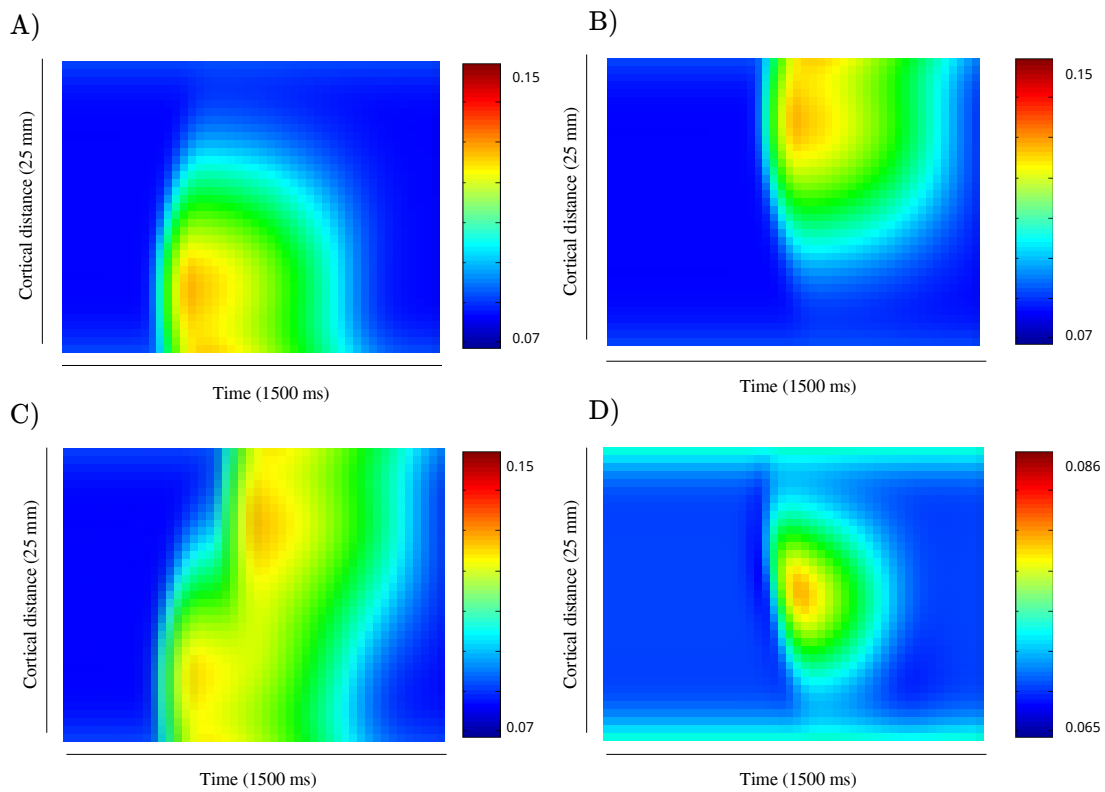 A)
Cortical distance (25 mm)
0.15
0.07
Time (1500 ms)
B)
Cortical distance (25 mm)
0.15
0.07
Time (1500 ms)
C)
Cortical distance (25 mm)
0.15
0.07
Time (1500 ms)
D)
Cortical distance (25 mm)
0.086
0.065
Time (1500 ms)